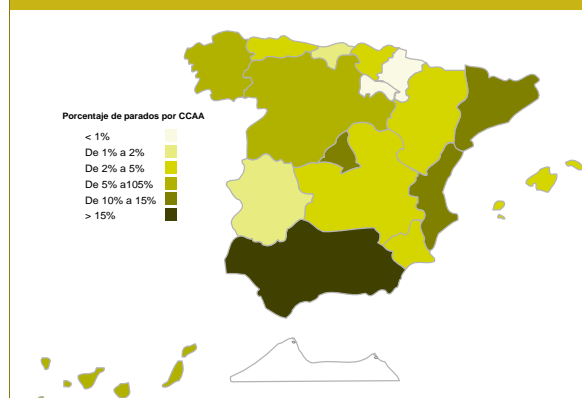 Porcentaje de parados por CCAA
< 1%
De 1% a 2%
De 2% a 5%
De 5% a105%
De 10% a 15%
> 15%